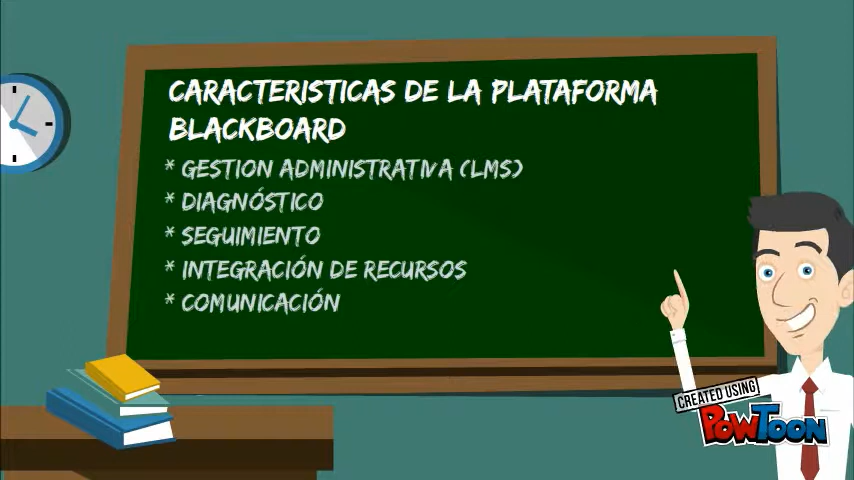 CARACTERISTICAS DE LA PLATAFORMA
BLACKBOARD
* GESTION ADMINISTRATIVA (LMS)
* DIAGNÓSTICO
* SEGUIMIENTO
* INTEGRACIÓN DE RECURSOS
* COMUNICACIÓN
CREATED USING
POWTOON